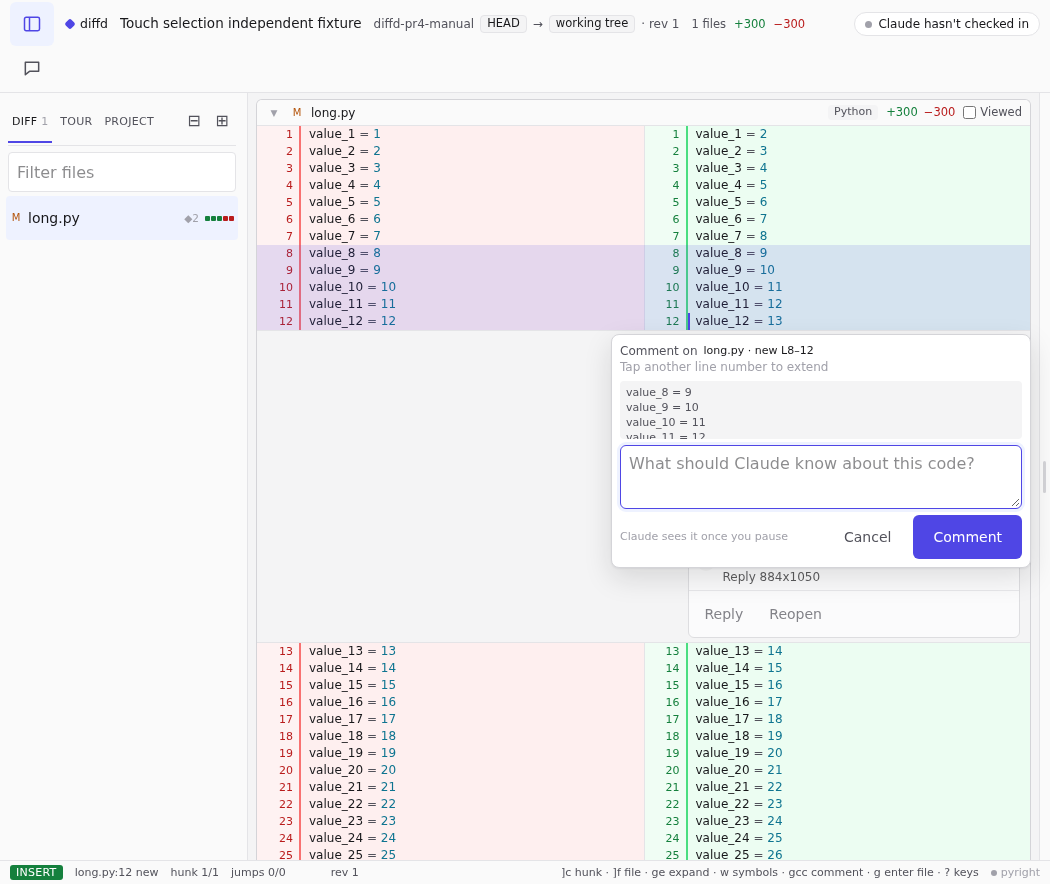 diffd Touch selection independent fixture diffd-pr4-manual HEAD → working tree · rev 1 1 files +300 −300 Claude hasn't checked in
DIFF 1 TOUR PROJECT
Filter files
M long.py ◆2
M long.py Python +300 −300 Viewed
1 value_1 = 1 1 value_1 = 2
2 value_2 = 2 2 value_2 = 3
3 value_3 = 3 3 value_3 = 4
4 value_4 = 4 4 value_4 = 5
5 value_5 = 5 5 value_5 = 6
6 value_6 = 6 6 value_6 = 7
7 value_7 = 7 7 value_7 = 8
8 value_8 = 8 8 value_8 = 9
9 value_9 = 9 9 value_9 = 10
10 value_10 = 10 10 value_10 = 11
11 value_11 = 11 11 value_11 = 12
12 value_12 = 12 12 value_12 = 13
Comment on long.py · new L8–12
Tap another line number to extend
value_8 = 9
value_9 = 10
value_10 = 11
value_11 = 12
What should Claude know about this code?
Claude sees it once you pause Cancel Comment
Reply 884x1050
Reply Reopen
13 value_13 = 13 13 value_13 = 14
14 value_14 = 14 14 value_14 = 15
15 value_15 = 15 15 value_15 = 16
16 value_16 = 16 16 value_16 = 17
17 value_17 = 17 17 value_17 = 18
18 value_18 = 18 18 value_18 = 19
19 value_19 = 19 19 value_19 = 20
20 value_20 = 20 20 value_20 = 21
21 value_21 = 21 21 value_21 = 22
22 value_22 = 22 22 value_22 = 23
23 value_23 = 23 23 value_23 = 24
24 value_24 = 24 24 value_24 = 25
25 value_25 = 25 25 value_25 = 26
INSERT long.py:12 new hunk 1/1 jumps 0/0 rev 1 ]c hunk · ]f file · ge expand · w symbols · gcc comment · g enter file · ? keys pyright